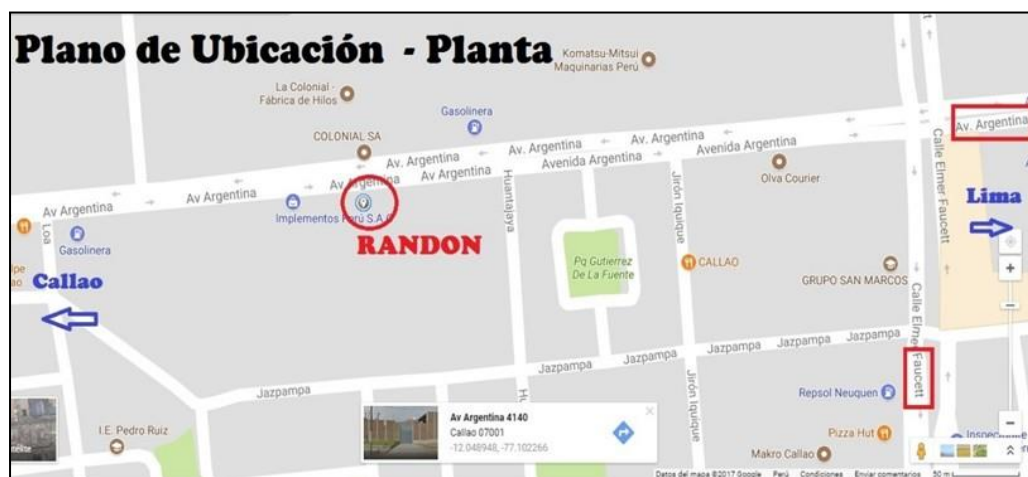 Plano de Ubicación - Planta
Komatsu-Mitsui
Maquinarias Perú
La Colonial -
Fábrica de Hilos
Gasolinera
COLONIAL SA
Av. Argentina
Av. Argentina
Av. Argentina
Av. Argentina
Avenida Argentina
Avenida Argentina
Av Argentina
Av Argentina
Av Argentina
Av Argentina
Olva Courier
Calle Elmer Faucett
Lima
Implementos Perú S.A.C
RANDON
Huantajaya
Jirón Iquique
Loa
Gasolinera
Callao
Pq Gutierrez
De La Fuente
CALLAO
GRUPO SAN MARCOS
Calle Elmer Faucett
Jazpampa
Jazpampa
Jazpampa
Jazpampa
Jazpampa
Jirón Iquique
Repsol Neuquen
Pizza Hut
Makro Callao
I.E. Pedro Ruiz
Av Argentina 4140
Callao 07001
-12.048948, -77.102266
Datos del mapa ©2017 Google Perú Condiciones Enviar comentarios 50 m